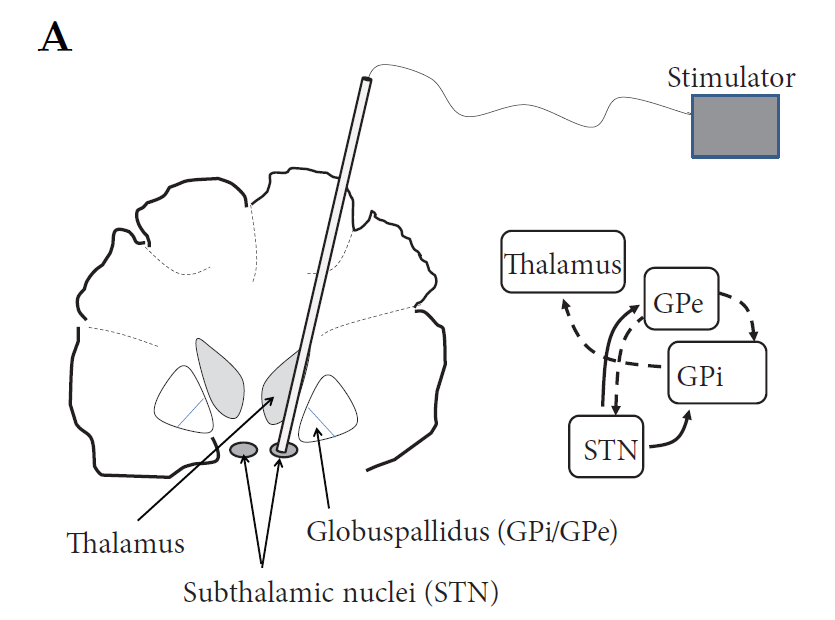 A
Stimulator
Thalamus
GPe
GPi
STN
Thalamus
Globuspallidus (GPi/GPe)
Subthalamic nuclei (STN)